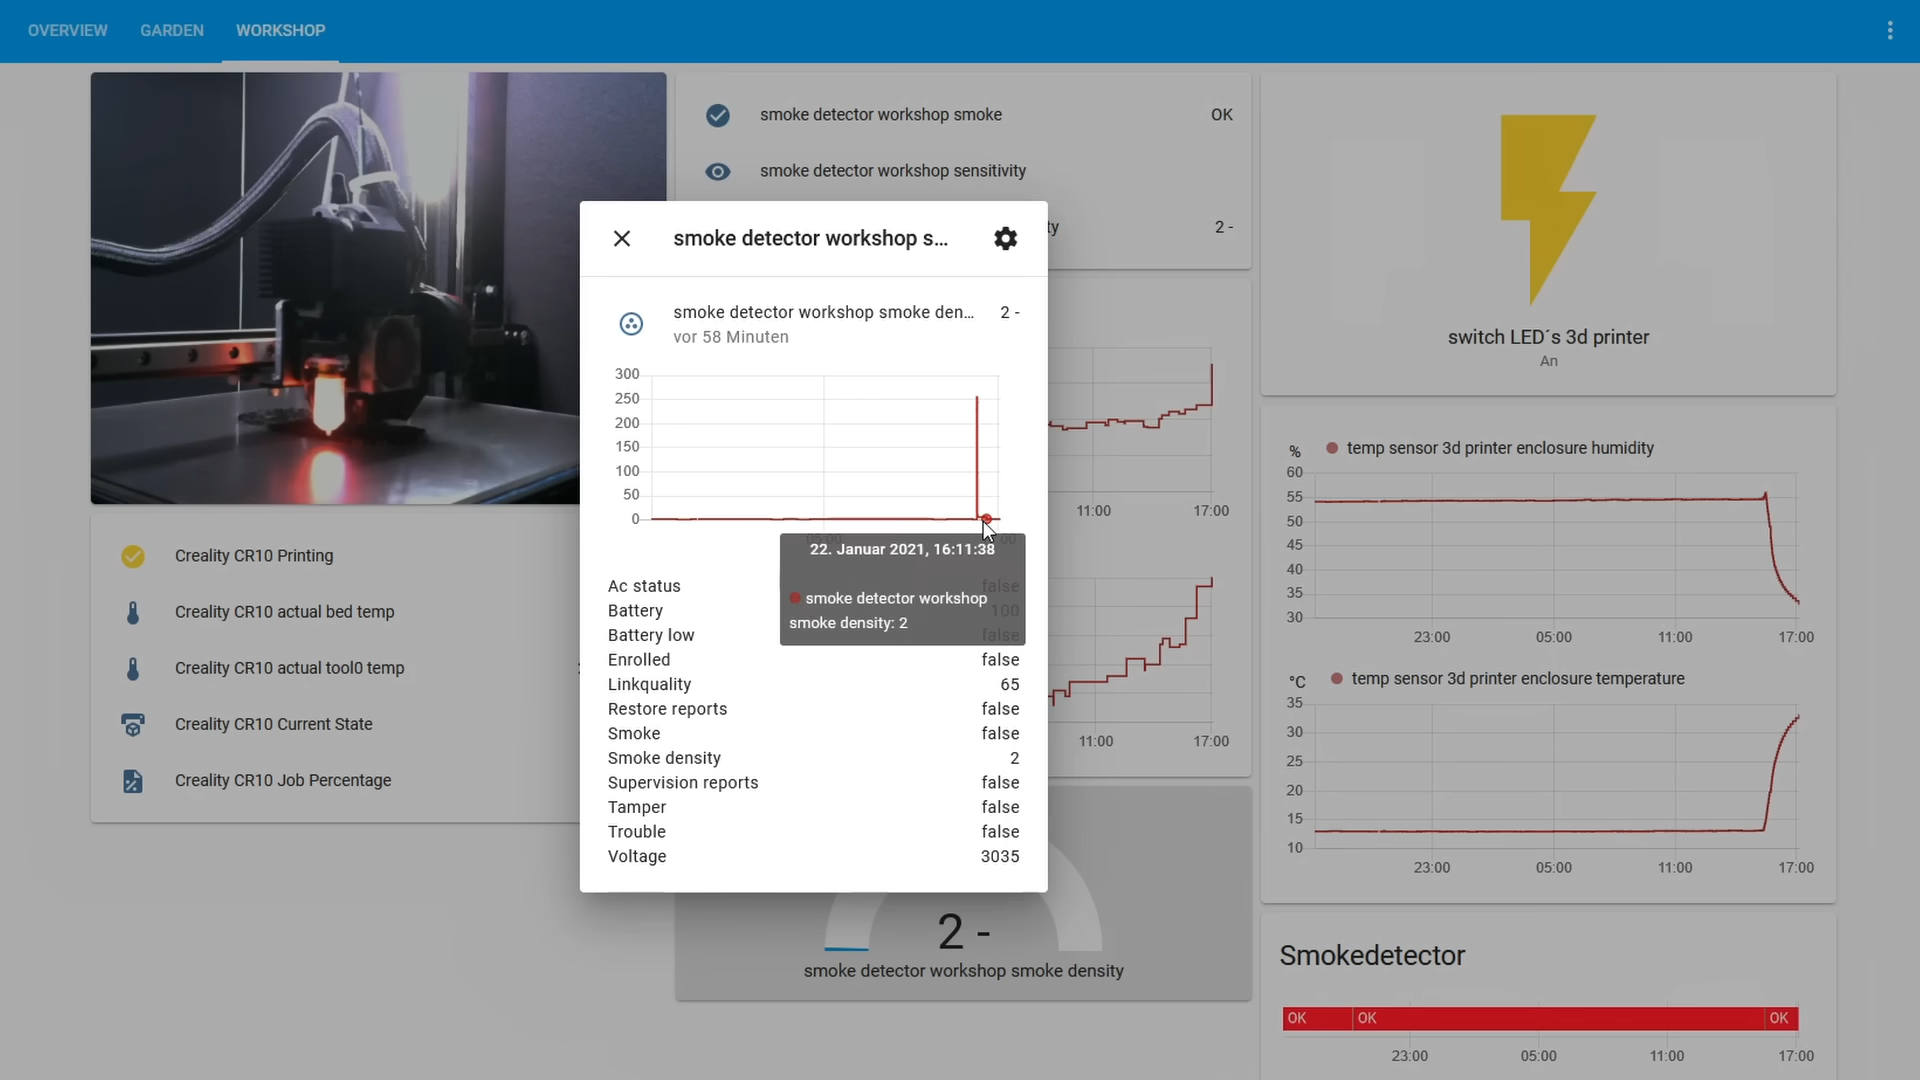 OVERVIEW
GARDEN
WORKSHOP
smoke detector workshop smoke
OK
smoke detector workshop sensitivity
ty
2 -
smoke detector workshop s...
smoke detector workshop smoke den...
2 -
vor 58 Minuten
300
250
200
150
100
50
0
22. Januar 2021, 16:11:38
smoke detector workshop
smoke density: 2
Ac status
false
Battery
100
Battery low
false
Enrolled
false
Linkquality
65
Restore reports
false
Smoke
false
Smoke density
2
Supervision reports
false
Tamper
false
Trouble
false
Voltage
3035
11:00
17:00
11:00
17:00
2 -
smoke detector workshop smoke density
Creality CR10 Printing
Creality CR10 actual bed temp
Creality CR10 actual tool0 temp
Creality CR10 Current State
Creality CR10 Job Percentage
switch LED´s 3d printer
An
%
temp sensor 3d printer enclosure humidity
60
55
50
45
40
35
30
23:00
05:00
11:00
17:00
°C
temp sensor 3d printer enclosure temperature
35
30
25
20
15
10
23:00
05:00
11:00
17:00
Smokedetector
OK
OK
OK
23:00
05:00
11:00
17:00